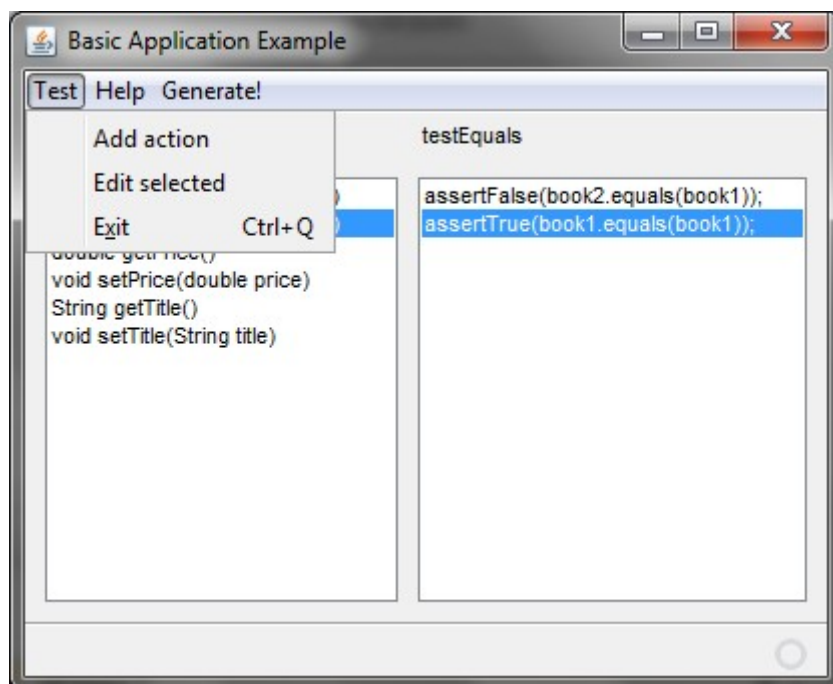 Basic Application Example
Test Help Generate!
Add action
Edit selected
Exit Ctrl+Q
void setPrice(double price)
String getTitle()
void setTitle(String title)
testEquals
assertFalse(book2.equals(book1));
assertTrue(book1.equals(book1));